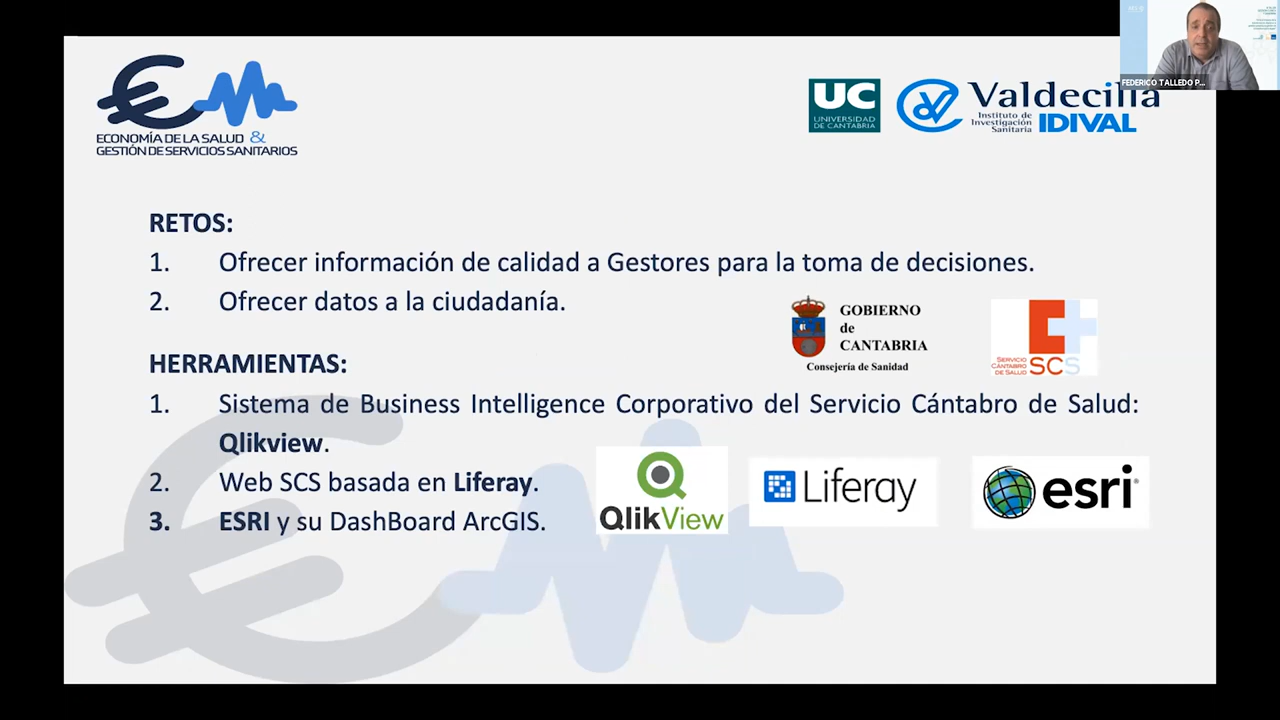 FEDERICO TALLEDO P...
ECONOMÍA DE LA SALUD &
GESTIÓN DE SERVICIOS SANITARIOS
UC
UNIVERSIDAD
DE CANTABRIA
Valdecilla
Instituto de
Investigación
Sanitaria
IDIVAL
RETOS:
1. Ofrecer información de calidad a Gestores para la toma de decisiones.
2. Ofrecer datos a la ciudadanía.
GOBIERNO
de
CANTABRIA
Consejería de Sanidad
SERVICIO
CÁNTABRO
DE SALUD
SCS
HERRAMIENTAS:
1. Sistema de Business Intelligence Corporativo del Servicio Cántabro de Salud:
Qlikview.
2. Web SCS basada en Liferay.
3. ESRI y su DashBoard ArcGIS.
QlikView
Liferay
esri®